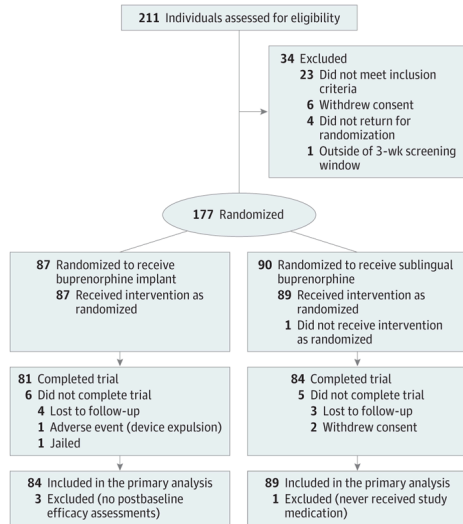 211 Individuals assessed for eligibility
34 Excluded
23 Did not meet inclusion
criteria
6 Withdrew consent
4 Did not return for
randomization
1 Outside of 3-wk screening
window
177 Randomized
87 Randomized to receive
buprenorphine implant
87 Received intervention as
randomized
90 Randomized to receive sublingual
buprenorphine
89 Received intervention as
randomized
1 Did not receive intervention
as randomized
81 Completed trial
6 Did not complete trial
4 Lost to follow-up
1 Adverse event (device expulsion)
1 Jailed
84 Completed trial
5 Did not complete trial
3 Lost to follow-up
2 Withdrew consent
84 Included in the primary analysis
3 Excluded (no postbaseline
efficacy assessments)
89 Included in the primary analysis
1 Excluded (never received study
medication)